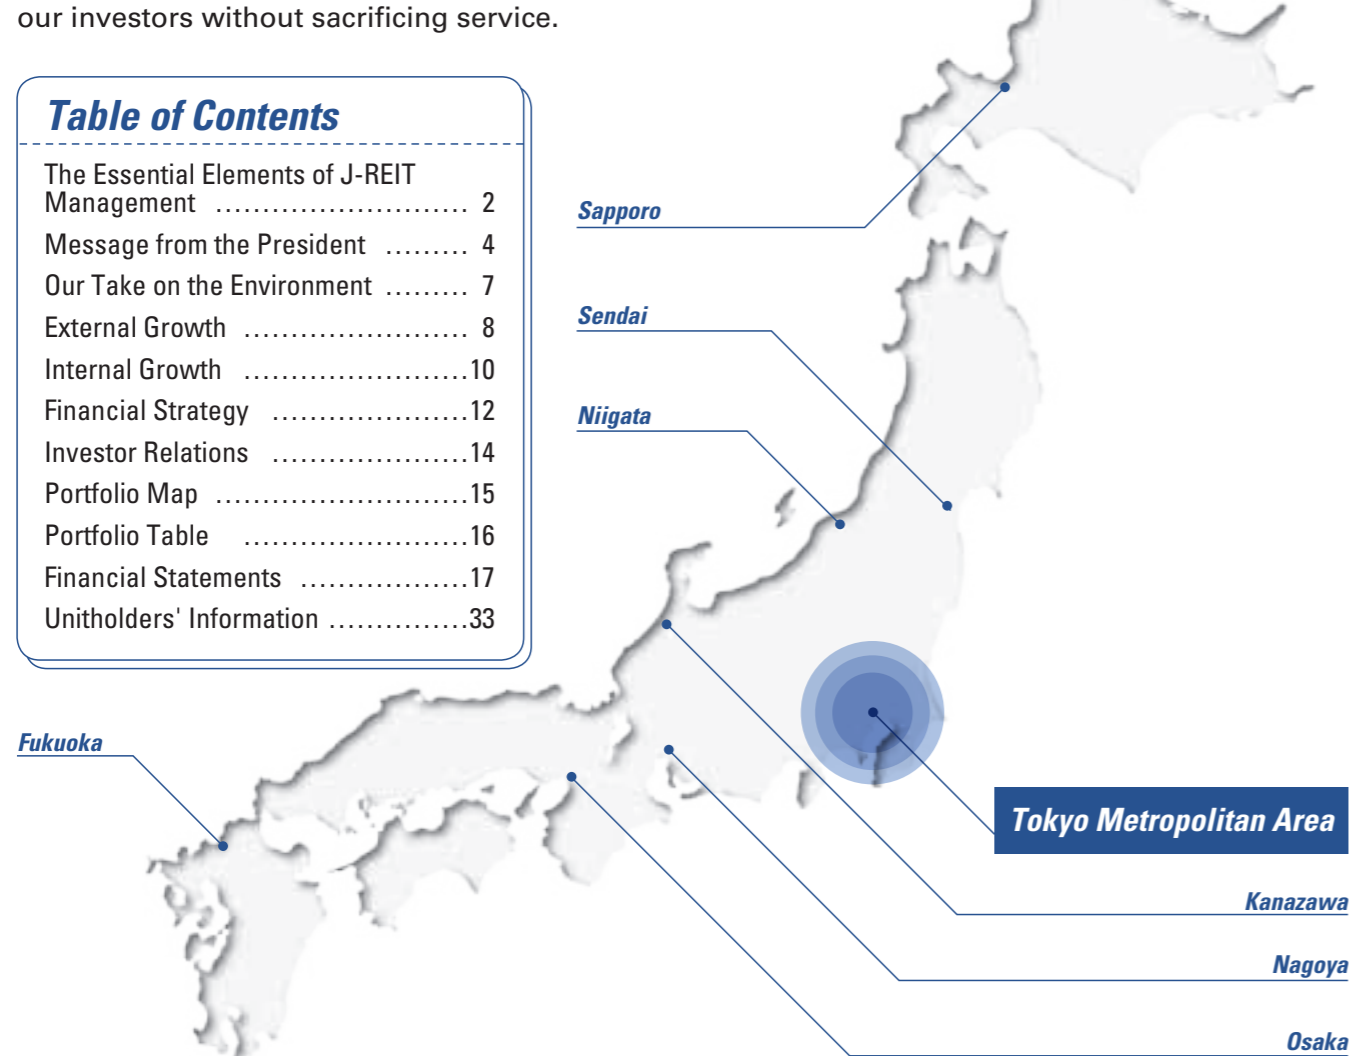 our investors without sacrificing service.
Table of Contents
The Essential Elements of J-REIT
Management .......................... 2
Message from the President ......... 4
Our Take on the Environment ......... 7
External Growth ........................ 8
Internal Growth ........................10
Financial Strategy .....................12
Investor Relations .....................14
Portfolio Map ...........................15
Portfolio Table ........................16
Financial Statements ..................17
Unitholders' Information ...............33
Sapporo
Sendai
Niigata
Fukuoka
Tokyo Metropolitan Area
Kanazawa
Nagoya
Osaka